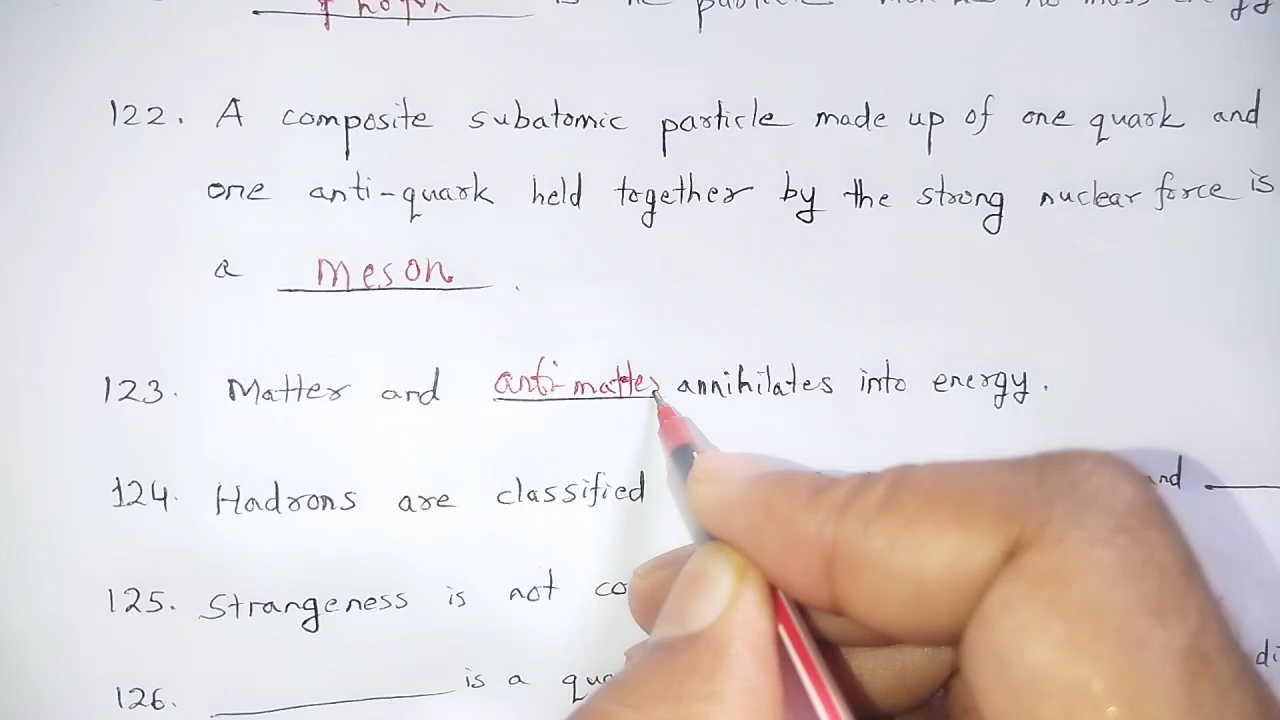 photon is
122. A composite subatomic particle made up of one quark and
one anti-quark held together by the strong nuclear force is
a meson.
123. Matter and anti-matter annihilates into energy.
124. Hadrons are classified
125. Strangeness is not
126. is a